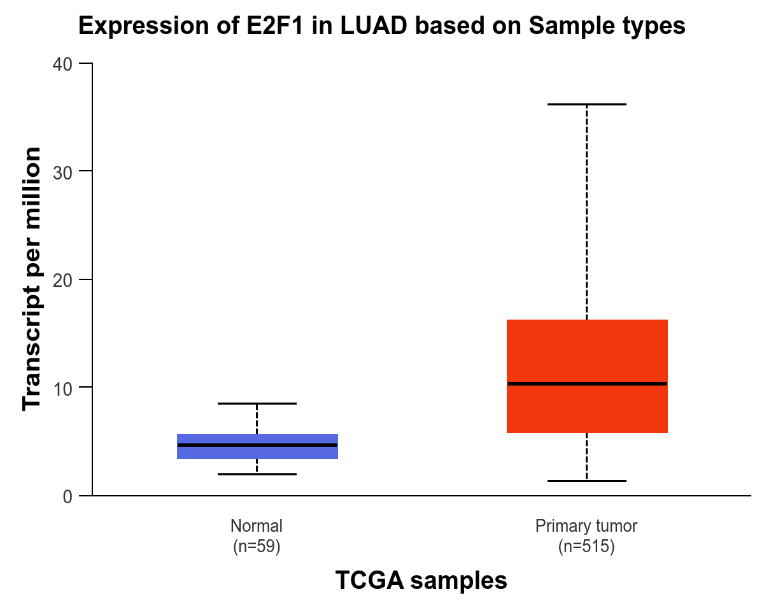 Expression of E2F1 in LUAD based on Sample types
Transcript per million
40
30
20
10
0
Normal
(n=59)
Primary tumor
(n=515)
TCGA samples